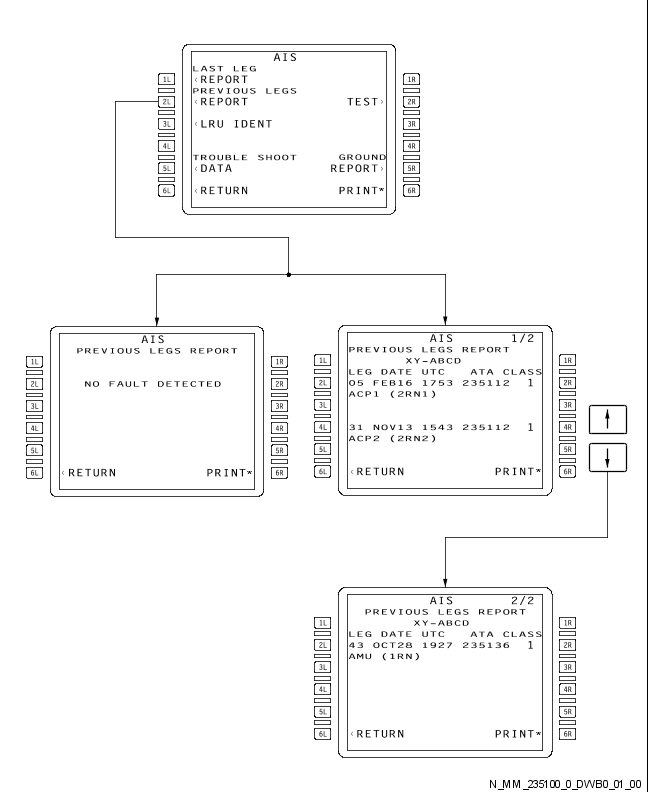 AIS
LAST LEG
1L <REPORT 1R
PREVIOUS LEGS
2L <REPORT TEST> 2R
3L <LRU IDENT 3R
4L 4R
TROUBLE SHOOT GROUND
5L <DATA REPORT> 5R
6L <RETURN PRINT* 6R
AIS
PREVIOUS LEGS REPORT
1L 1R
2L NO FAULT DETECTED 2R
3L 3R
4L 4R
5L 5R
6L <RETURN PRINT* 6R
AIS 1/2
PREVIOUS LEGS REPORT
1L XY-ABCD 1R
LEG DATE UTC ATA CLASS
2L 05 FEB16 1753 235112 1 2R
ACP1 (2RN1)
3L 3R
4L 31 NOV13 1543 235112 1 4R
ACP2 (2RN2)
5L 5R
6L <RETURN PRINT* 6R
AIS 2/2
PREVIOUS LEGS REPORT
1L XY-ABCD 1R
LEG DATE UTC ATA CLASS
2L 43 OCT28 1927 235136 1 2R
AMU (1RN)
3L 3R
4L 4R
5L 5R
6L <RETURN PRINT* 6R
N_MM_235100_0_DWB0_01_00